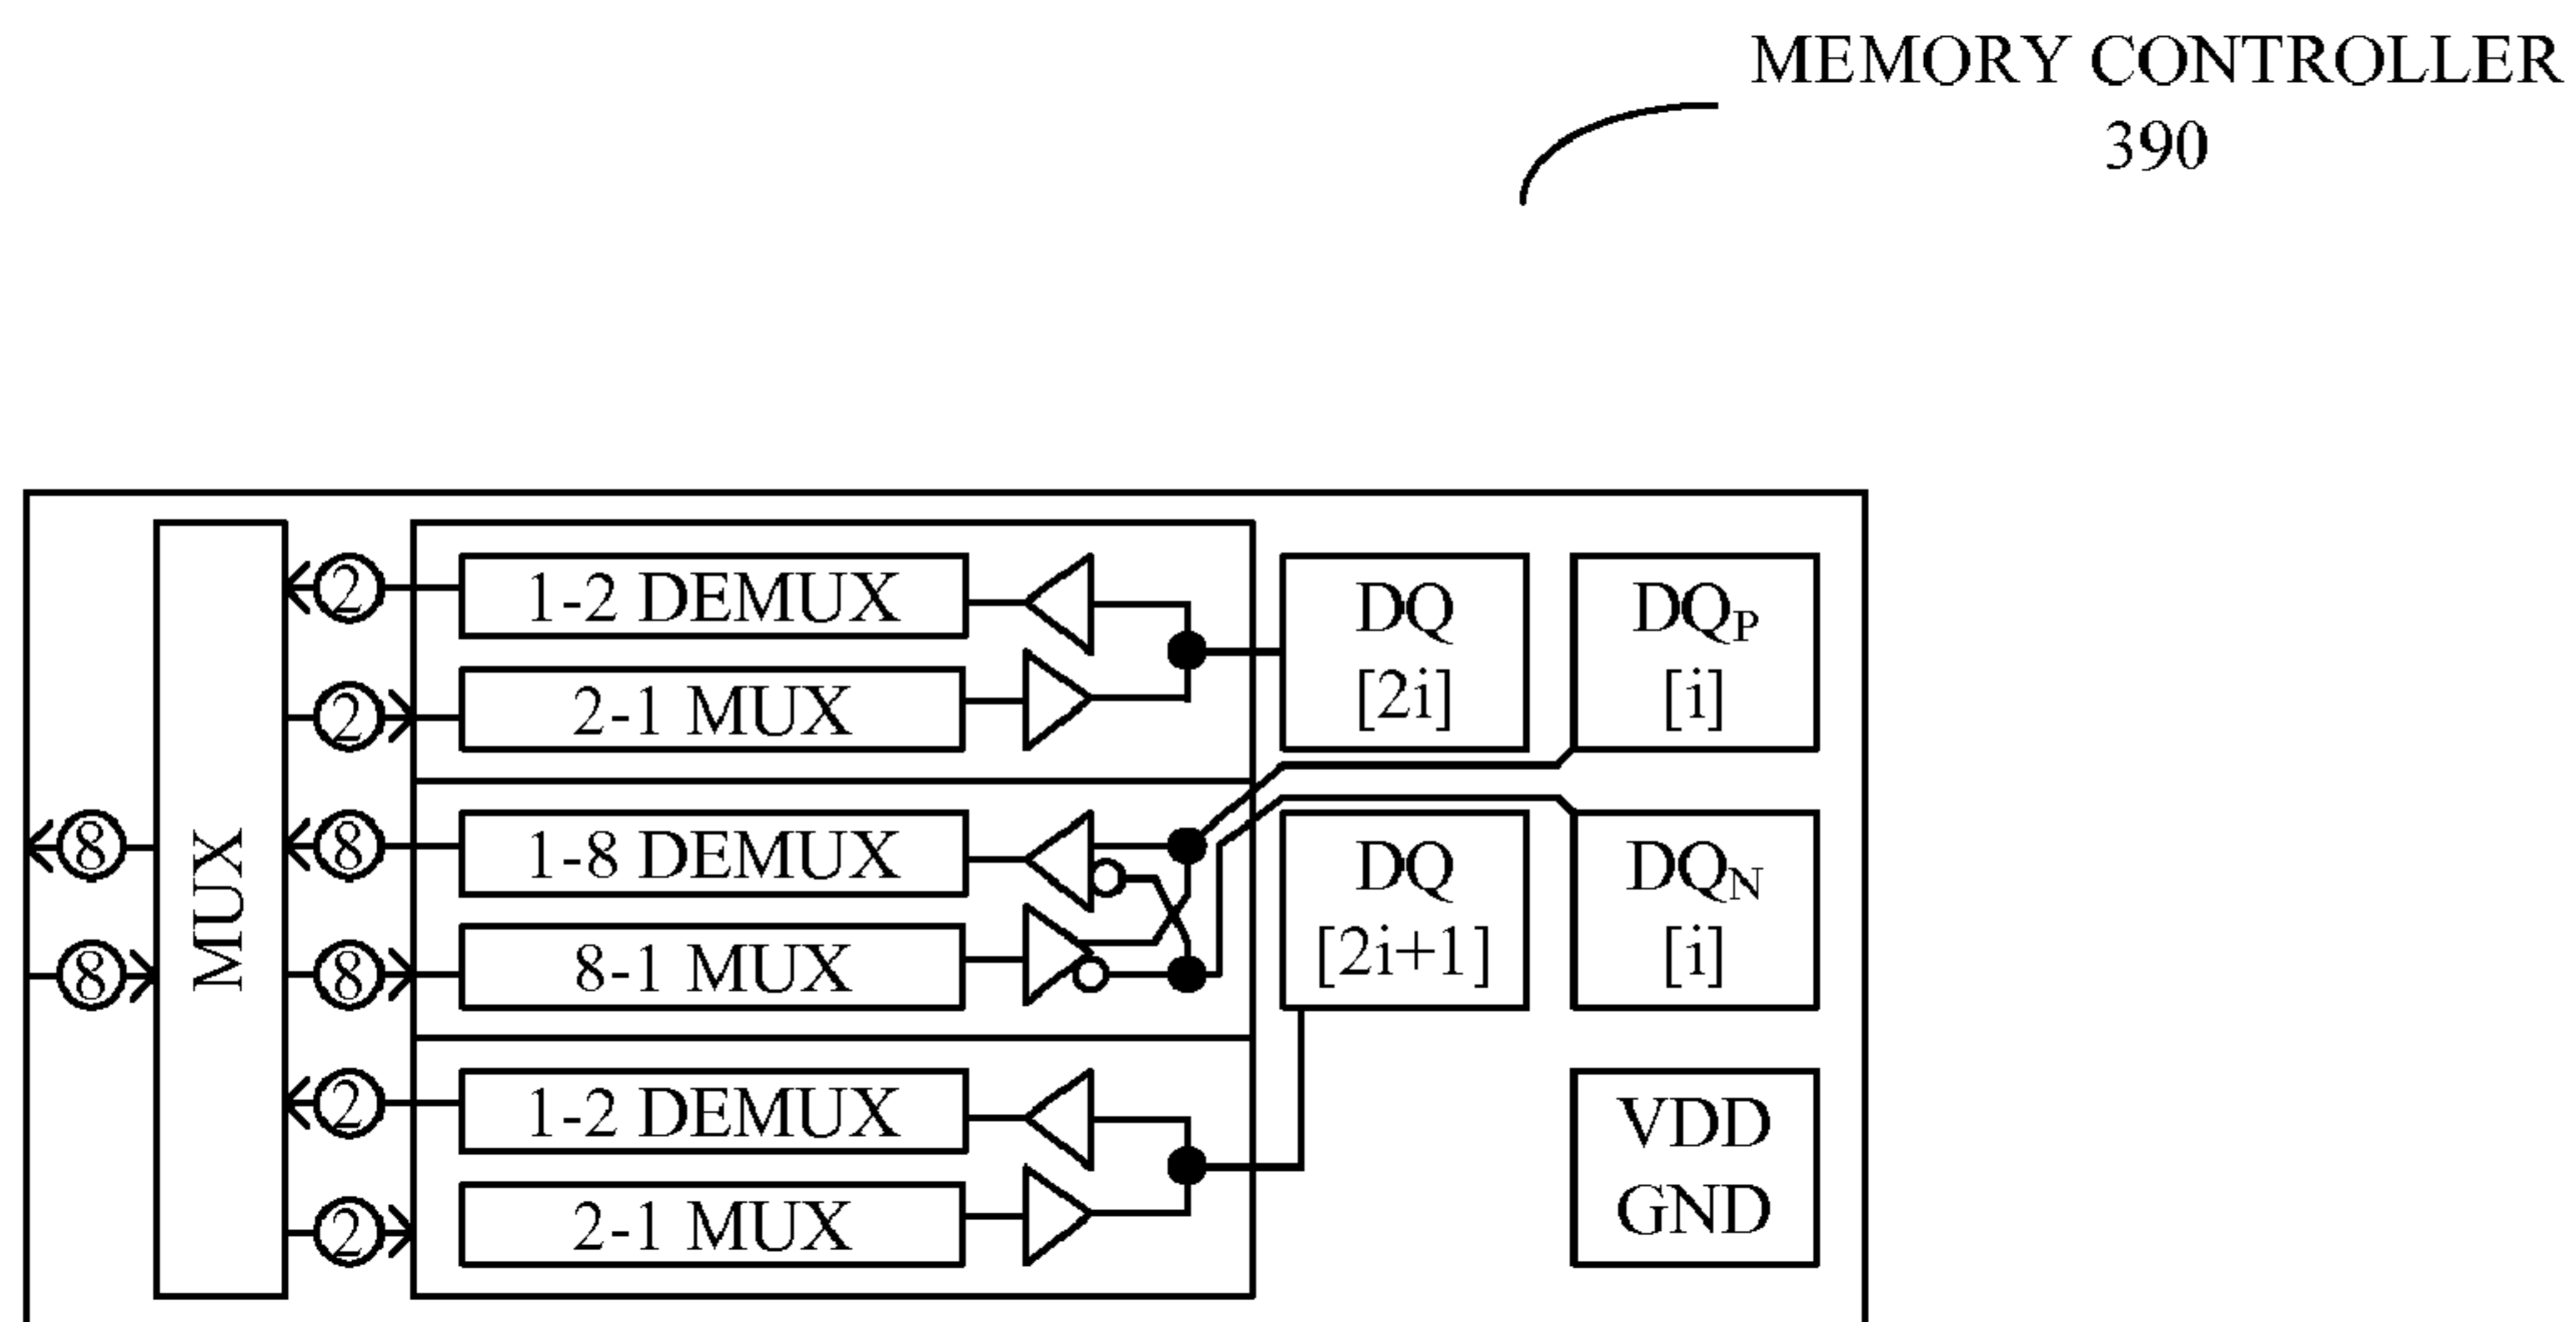 MEMORY CONTROLLER
390
2
1-2 DEMUX
DQ
[2i]
DQP
[i]
2
2-1 MUX
8
8
MUX
8
1-8 DEMUX
DQ
[2i+1]
DQN
[i]
8
8-1 MUX
2
1-2 DEMUX
VDD
GND
2
2-1 MUX